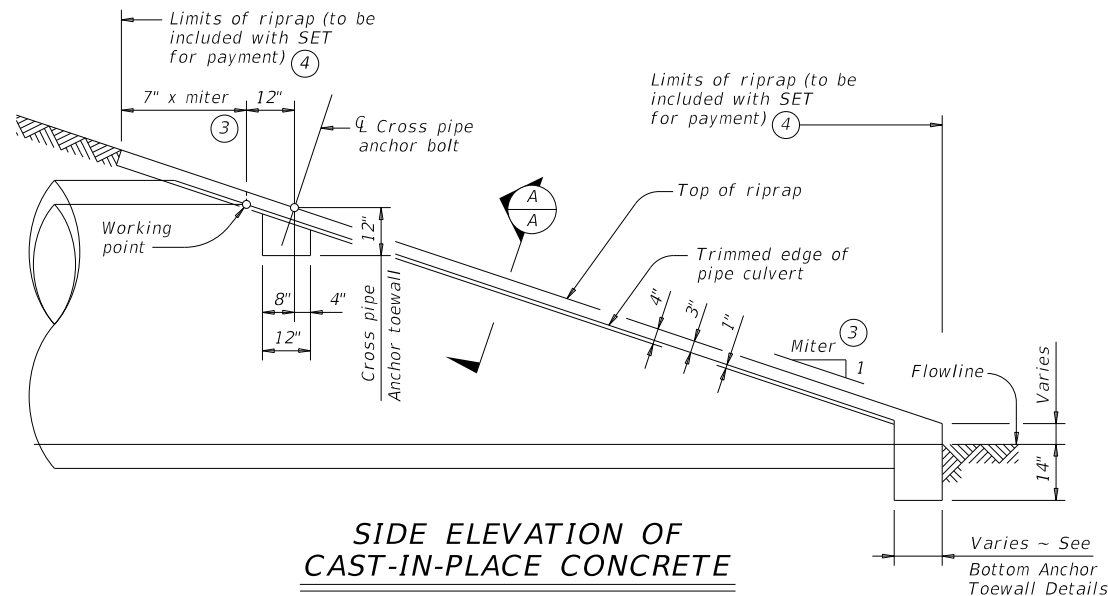 Limits of riprap (to be
included with SET
for payment) 4
7" x miter
12"
3
℄ Cross pipe
anchor bolt
Limits of riprap (to be
included with SET
for payment) 4
Working
point
12"
Cross pipe
Anchor toewall
8"
4"
12"
A
A
Top of riprap
Trimmed edge of
pipe culvert
4"
3"
1"
Miter 3
1
Flowline
Varies
14"
SIDE ELEVATION OF
CAST-IN-PLACE CONCRETE
Varies ~ See
Bottom Anchor
Toewall Details